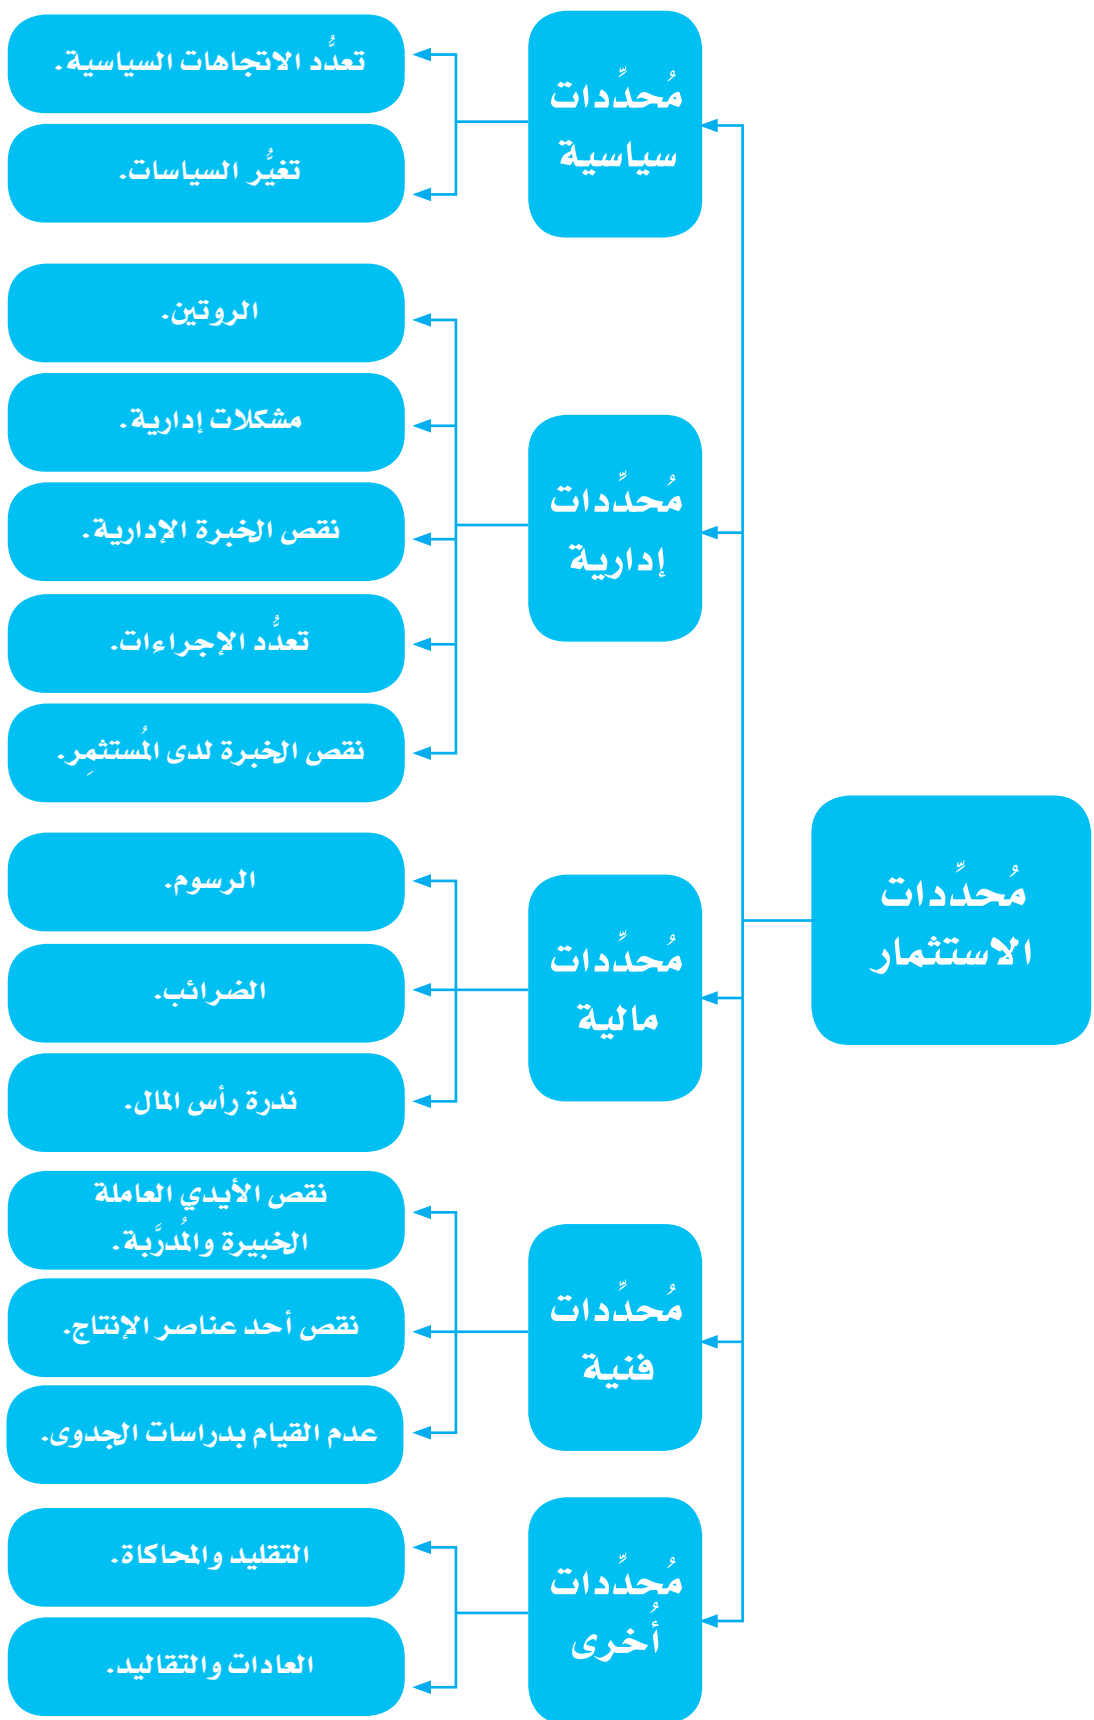 مُحدِّدات
الاستثمار
مُحدِّدات
سياسية
تعدُّد الاتجاهات السياسية.
تغيُّر السياسات.
مُحدِّدات
إدارية
الروتين.
مشكلات إدارية.
نقص الخبرة الإدارية.
تعدُّد الإجراءات.
نقص الخبرة لدى المُستثمِر.
مُحدِّدات
مالية
الرسوم.
الضرائب.
ندرة رأس المال.
مُحدِّدات
فنية
نقص الأيدي العاملة
الخبيرة والمُدرَّبة.
نقص أحد عناصر الإنتاج.
عدم القيام بدراسات الجدوى.
مُحدِّدات
أُخرى
التقليد والمحاكاة.
العادات والتقاليد.